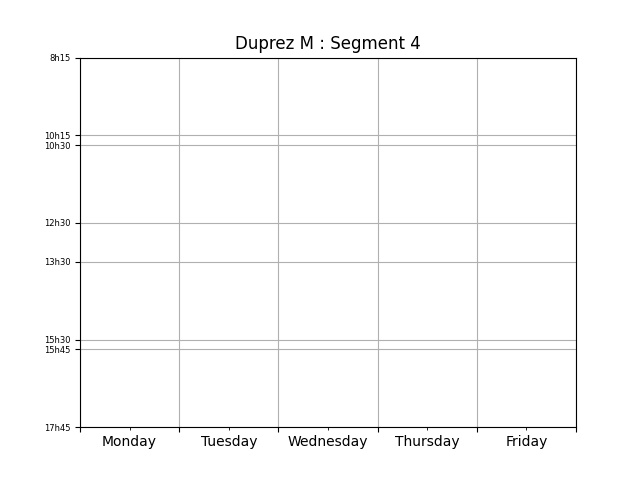 Duprez M : Segment 4
8h15
10h15
10h30
12h30
13h30
15h30
15h45
17h45
Monday Tuesday Wednesday Thursday Friday